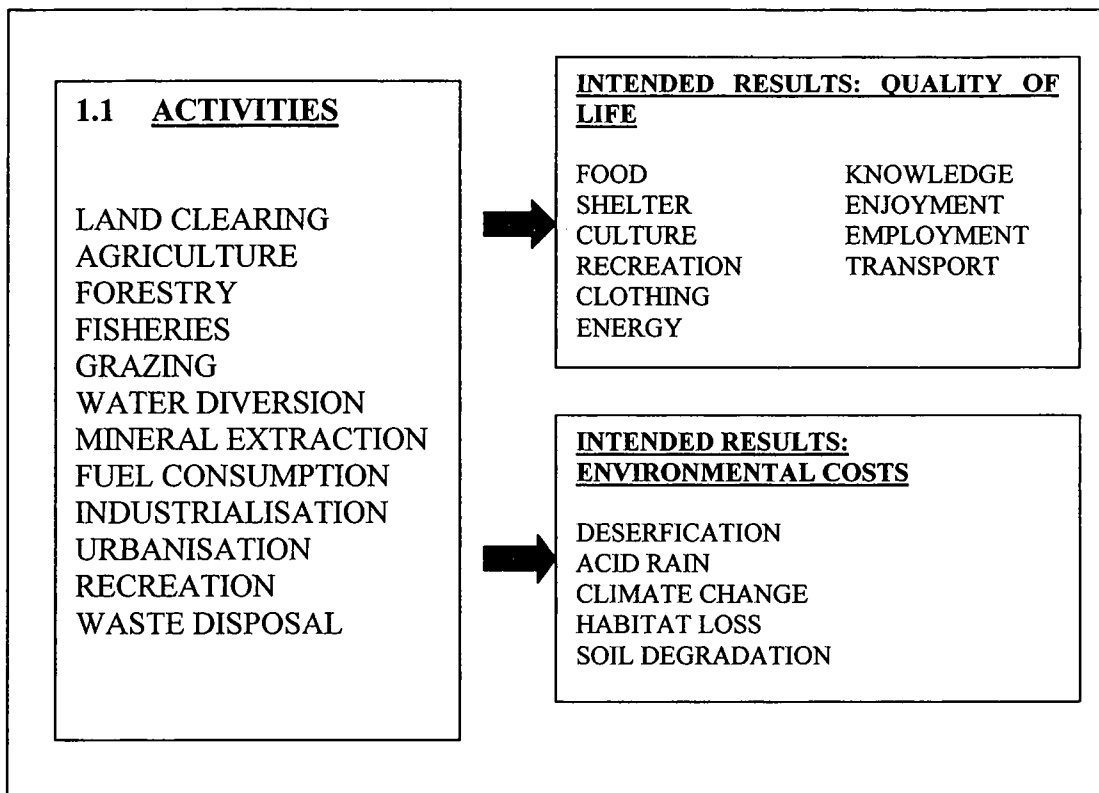 1.1 ACTIVITIES
LAND CLEARING
AGRICULTURE
FORESTRY
FISHERIES
GRAZING
WATER DIVERSION
MINERAL EXTRACTION
FUEL CONSUMPTION
INDUSTRIALISATION
URBANISATION
RECREATION
WASTE DISPOSAL
INTENDED RESULTS: QUALITY OF
LIFE
FOOD
SHELTER
CULTURE
RECREATION
CLOTHING
ENERGY
KNOWLEDGE
ENJOYMENT
EMPLOYMENT
TRANSPORT
INTENDED RESULTS:
ENVIRONMENTAL COSTS
DESERFICATION
ACID RAIN
CLIMATE CHANGE
HABITAT LOSS
SOIL DEGRADATION